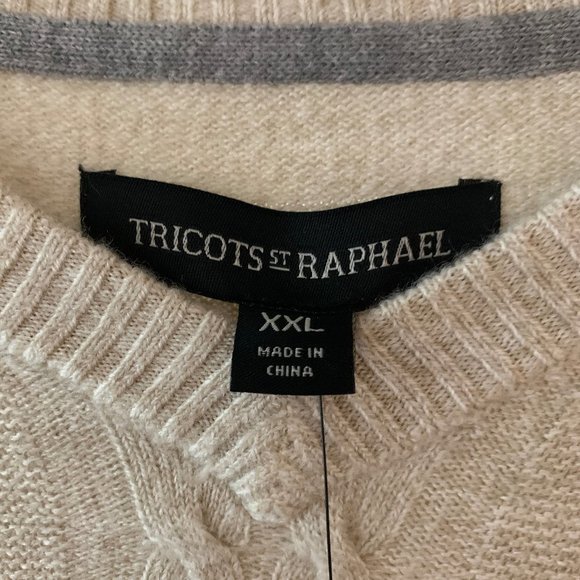 TRICOTS ST RAPHAEL
XXL
MADE IN
CHINA